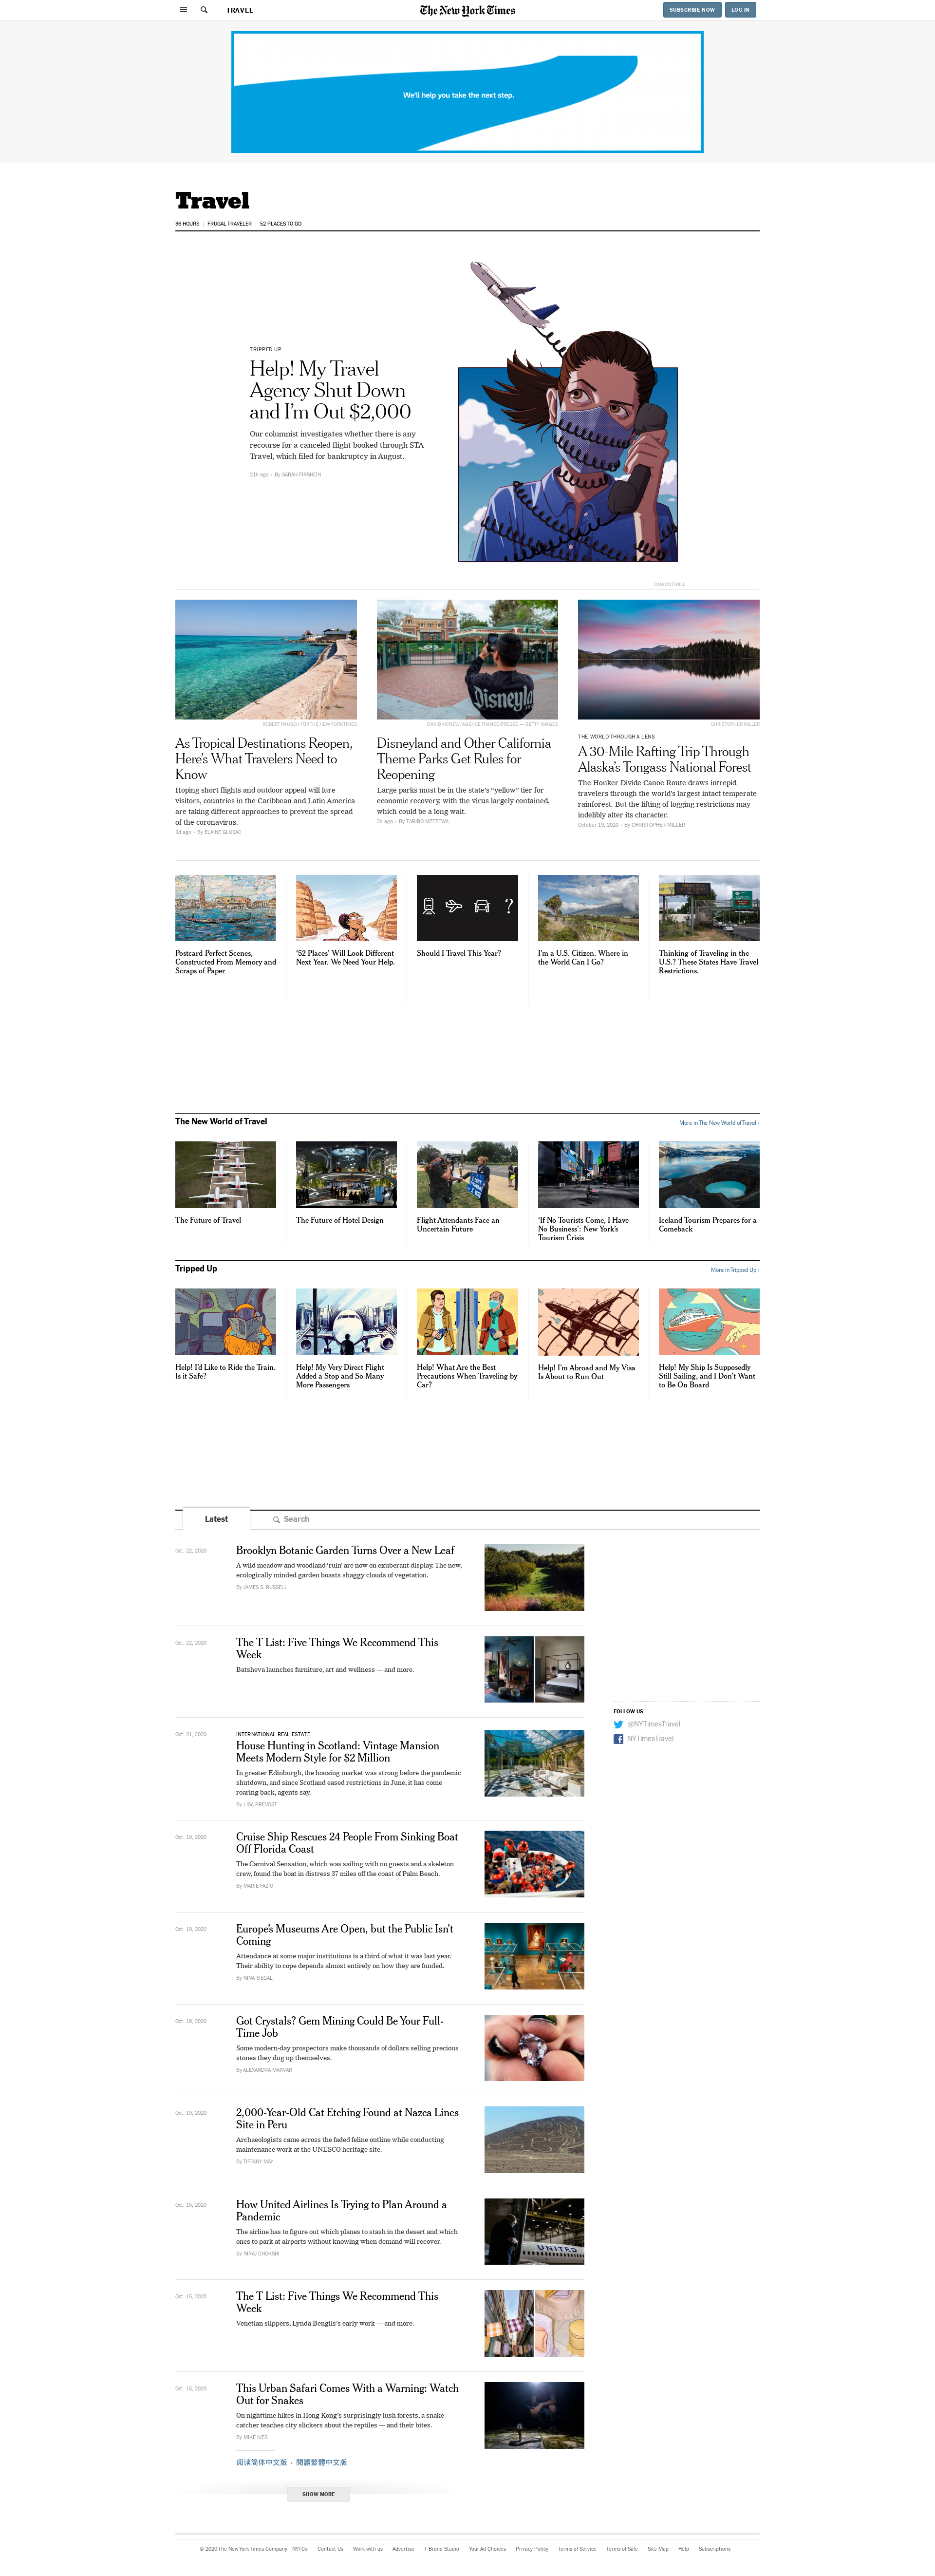 TRAVEL
The New York Times
SUBSCRIBE NOW
LOG IN
We'll help you take the next step.
Travel
36 HOURS
FRUGAL TRAVELER
52 PLACES TO GO
TRIPPED UP
Help! My Travel
Agency Shut Down
and I'm Out $2,000
Our columnist investigates whether there is any
recourse for a canceled flight booked through STA
Travel, which filed for bankruptcy in August.
21h ago · By SARAH FIRSHEIN
ROBERT RAUSCH FOR THE NEW YORK TIMES
As Tropical Destinations Reopen,
Here's What Travelers Need to
Know
Hoping short flights and outdoor appeal will lure
visitors, countries in the Caribbean and Latin America
are taking different approaches to prevent the spread
of the coronavirus.
2d ago · By ELAINE GLUSAC
Disneyland
DAVID MCNEW/AGENCE FRANCE-PRESSE — GETTY IMAGES
Disneyland and Other California
Theme Parks Get Rules for
Reopening
Large parks must be in the state's "yellow" tier for
economic recovery, with the virus largely contained,
which could be a long wait.
2d ago · By TARIRO MZEZEWA
CHRISTOPHER MILLER
THE WORLD THROUGH A LENS
A 30-Mile Rafting Trip Through
Alaska's Tongass National Forest
The Honker Divide Canoe Route draws intrepid
travelers through the world's largest intact temperate
rainforest. But the lifting of logging restrictions may
indelibly alter its character.
October 19, 2020 · By CHRISTOPHER MILLER
Postcard-Perfect Scenes,
Constructed From Memory and
Scraps of Paper
'52 Places' Will Look Different
Next Year. We Need Your Help.
?
Should I Travel This Year?
I'm a U.S. Citizen. Where in
the World Can I Go?
Thinking of Traveling in the
U.S.? These States Have Travel
Restrictions.
The New World of Travel
More in The New World of Travel ›
The Future of Travel
The Future of Hotel Design
Flight Attendants Face an
Uncertain Future
'If No Tourists Come, I Have
No Business': New York's
Tourism Crisis
Iceland Tourism Prepares for a
Comeback
Tripped Up
More in Tripped Up ›
Help! I'd Like to Ride the Train.
Is it Safe?
Help! My Very Direct Flight
Added a Stop and So Many
More Passengers
Help! What Are the Best
Precautions When Traveling by
Car?
Help! I'm Abroad and My Visa
Is About to Run Out
Help! My Ship Is Supposedly
Still Sailing, and I Don't Want
to Be On Board
Latest
Search
Oct. 22, 2020
Brooklyn Botanic Garden Turns Over a New Leaf
A wild meadow and woodland 'ruin' are now on exuberant display. The new,
ecologically minded garden boasts shaggy clouds of vegetation.
By JAMES S. RUSSELL
Oct. 22, 2020
The T List: Five Things We Recommend This
Week
Batsheva launches furniture, art and wellness — and more.
FOLLOW US
@NYTimesTravel
NYTimesTravel
Oct. 21, 2020
INTERNATIONAL REAL ESTATE
House Hunting in Scotland: Vintage Mansion
Meets Modern Style for $2 Million
In greater Edinburgh, the housing market was strong before the pandemic
shutdown, and since Scotland eased restrictions in June, it has come
roaring back, agents say.
By LISA PREVOST
Oct. 19, 2020
Cruise Ship Rescues 24 People From Sinking Boat
Off Florida Coast
The Carnival Sensation, which was sailing with no guests and a skeleton
crew, found the boat in distress 37 miles off the coast of Palm Beach.
By MARIE FAZIO
Oct. 19, 2020
Europe's Museums Are Open, but the Public Isn't
Coming
Attendance at some major institutions is a third of what it was last year.
Their ability to cope depends almost entirely on how they are funded.
By NINA SIEGAL
Oct. 19, 2020
Got Crystals? Gem Mining Could Be Your Full-
Time Job
Some modern-day prospectors make thousands of dollars selling precious
stones they dug up themselves.
By ALEXANDRA MARVAR
Oct. 19, 2020
2,000-Year-Old Cat Etching Found at Nazca Lines
Site in Peru
Archaeologists came across the faded feline outline while conducting
maintenance work at the UNESCO heritage site.
By TIFFANY MAY
Oct. 15, 2020
How United Airlines Is Trying to Plan Around a
Pandemic
The airline has to figure out which planes to stash in the desert and which
ones to park at airports without knowing when demand will recover.
By NIRAJ CHOKSHI
UNITED
Oct. 15, 2020
The T List: Five Things We Recommend This
Week
Venetian slippers, Lynda Benglis's early work — and more.
Oct. 15, 2020
This Urban Safari Comes With a Warning: Watch
Out for Snakes
On nighttime hikes in Hong Kong's surprisingly lush forests, a snake
catcher teaches city slickers about the reptiles — and their bites.
By MIKE IVES
阅读简体中文版 · 閱讀繁體中文版
SHOW MORE
© 2020 The New York Times Company NYTCo Contact Us Work with us Advertise T Brand Studio Your Ad Choices Privacy Policy Terms of Service Terms of Sale Site Map Help Subscriptions